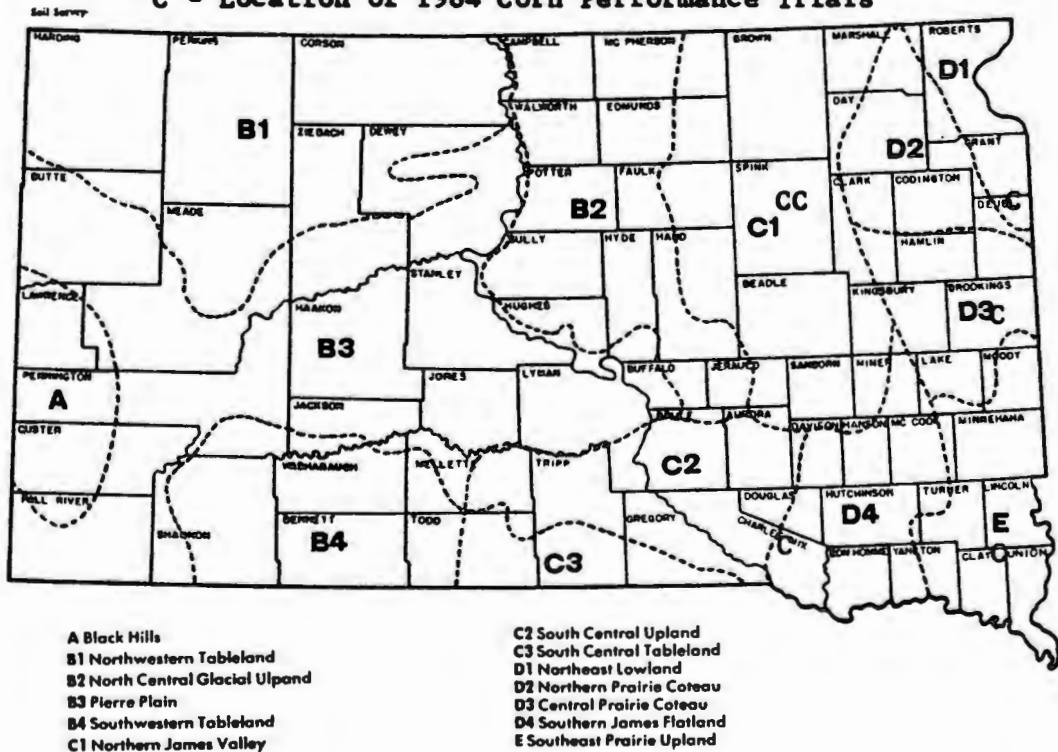 C - Location of 1984 Corn Performance Trials
Soil Survey
HARDING PERKINS CORSON CAMPBELL MC PHERSON BROWN MARSHALL ROBERTS
D1
B1 WALWORTH EDMUNDS DAY
ZIEBACH DEWEY D2 GRANT
BUTTE POTTER FAULK SPINK CLARK CODINGTON
MEADE B2 CC DEUEL C
C1
SULLY HYDE HAND HAMLIN
STANLEY
LAWRENCE HAAKON HUGHES BEADLE KINGSBURY BROOKINGS
D3 C
B3
PENNINGTON JONES LYMAN BUFFALO JERAULD SANBORN MINER LAKE MOODY
A JACKSON
CUSTER BRULE AURORA DAVISON HANSON MC COOK MINNEHAHA
WASHABAUGH MELLETT TRIPP C2
FALL RIVER DOUGLAS HUTCHINSON TURNER LINCOLN
SHANNON BENNETT TODD GREGORY CHARLES MIX D4 E
B4 C3 C BON HOMME YANKTON CLAY C UNION
A Black Hills
B1 Northwestern Tableland
B2 North Central Glacial Ulpand
B3 Pierre Plain
B4 Southwestern Tableland
C1 Northern James Valley
C2 South Central Upland
C3 South Central Tableland
D1 Northeast Lowland
D2 Northern Prairie Coteau
D3 Central Prairie Coteau
D4 Southern James Flatland
E Southeast Prairie Upland